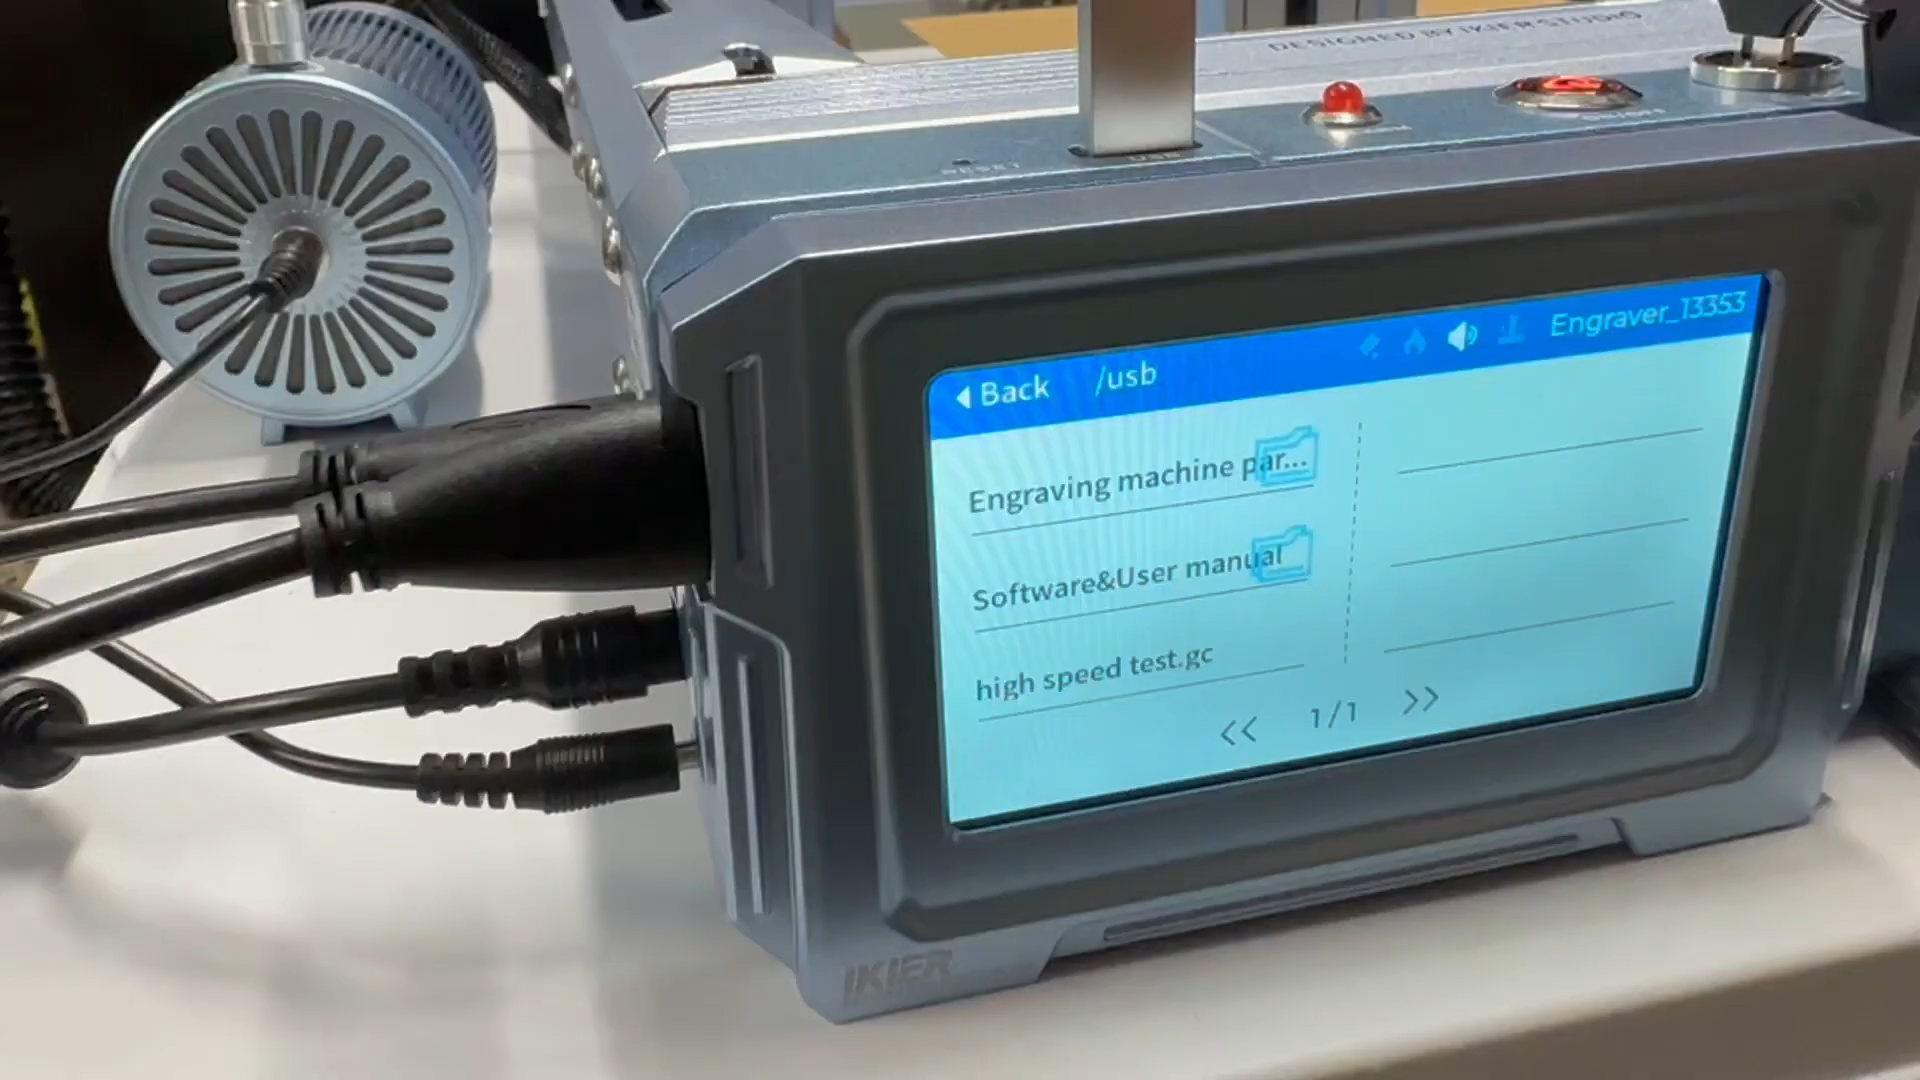 DESIGNED BY IKIER STUDIO
RESET
USB
Engraver_13353
Back
/usb
Engraving machine par...
Software&User manual
high speed test.gc
<< 1/1 >>
IKIER